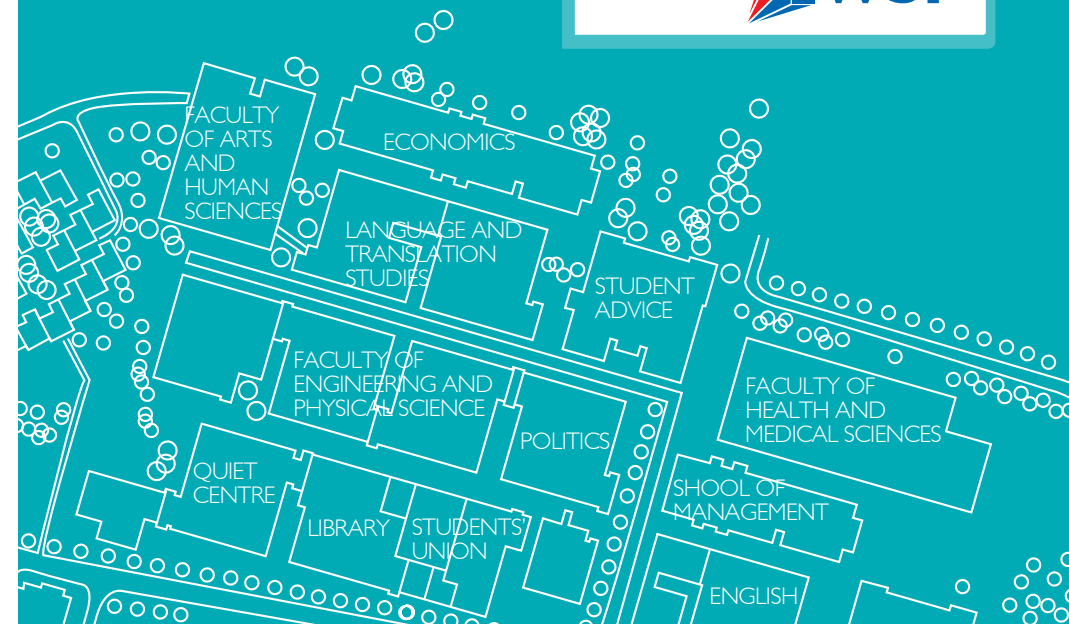 FACULTY
OF ARTS
AND
HUMAN
SCIENCES
ECONOMICS
LANGUAGE AND
TRANSLATION
STUDIES
STUDENT
ADVICE
FACULTY OF
ENGINEERING AND
PHYSICAL SCIENCE
FACULTY OF
HEALTH AND
MEDICAL SCIENCES
POLITICS
QUIET
CENTRE
SHOOL OF
MANAGEMENT
LIBRARY
STUDENTS'
UNION
ENGLISH